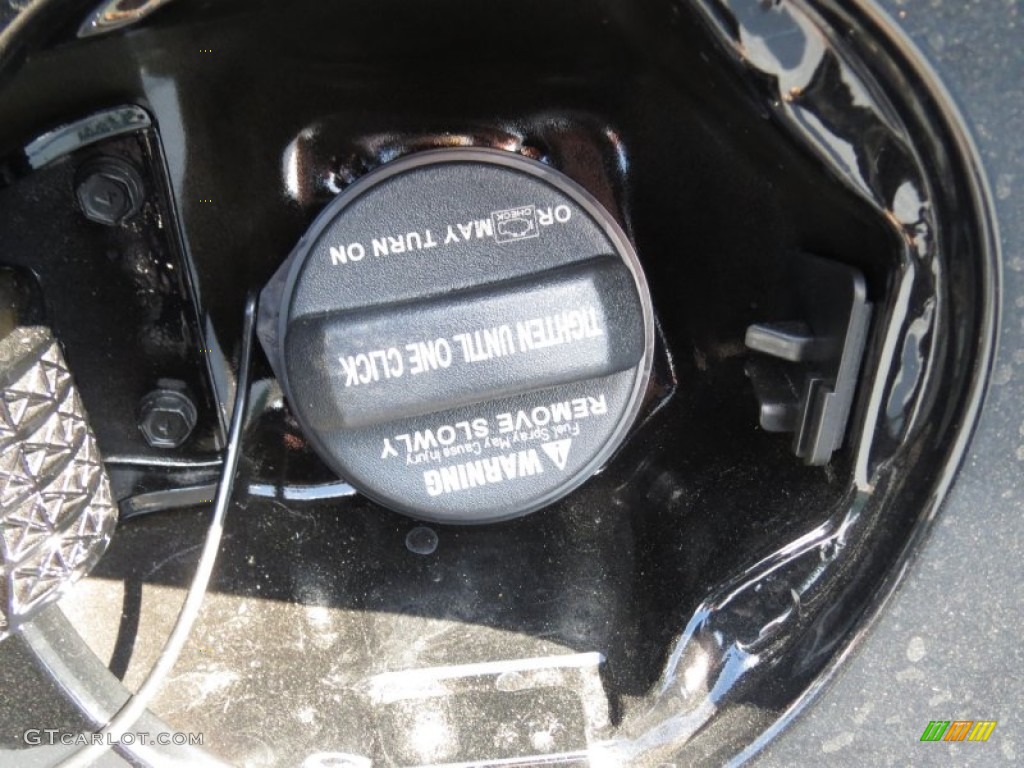 WARNING
Fuel Spray May Cause Injury
REMOVE SLOWLY
TIGHTEN UNTIL ONE CLICK
OR CHECK MAY TURN ON
GTCARLOT.COM